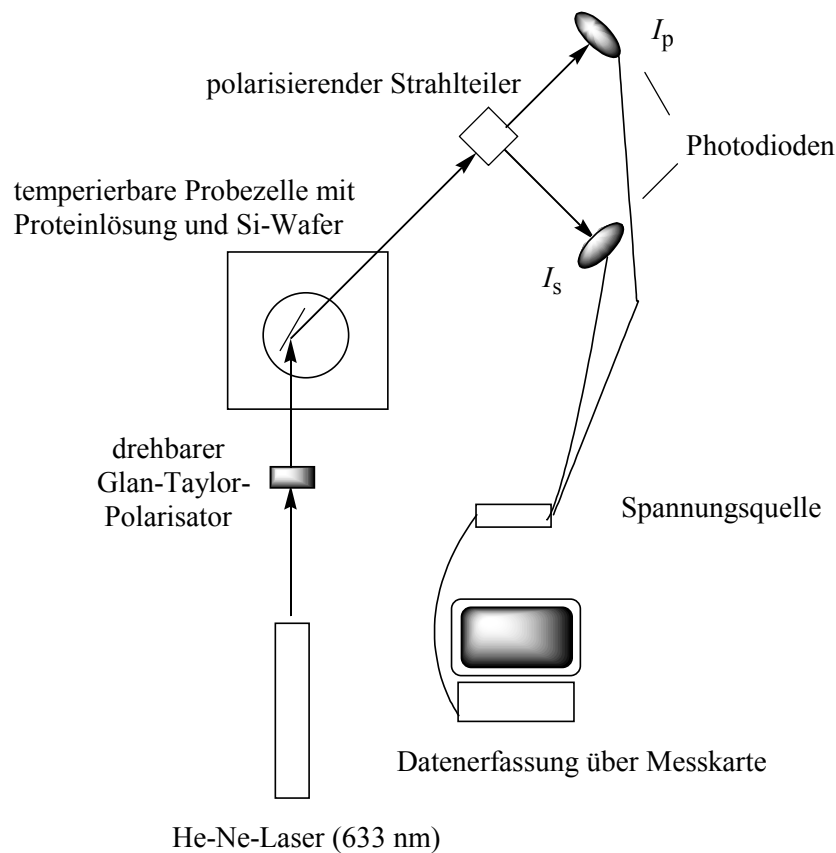 I_p
polarisierender Strahlteiler
Photodioden
temperierbare Probezelle mit
Proteinlösung und Si-Wafer
I_s
drehbarer
Glan-Taylor-
Polarisator
Spannungsquelle
Datenerfassung über Messkarte
He-Ne-Laser (633 nm)